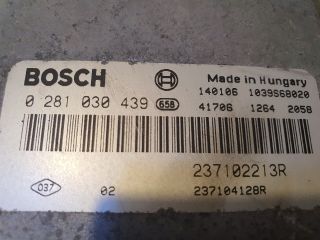 BOSCH
Made in Hungary
140106 1039S68020
0 281 030 439 658
41706 1264 2058
237102213R
037
02
237104128R